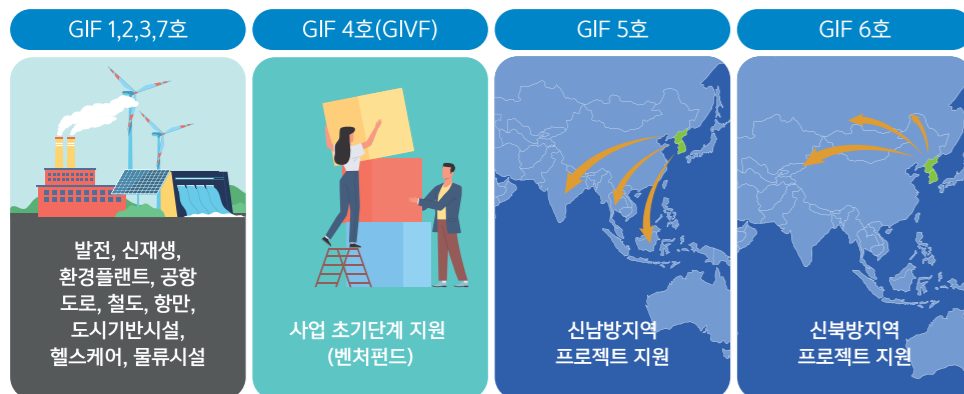 GIF 1,2,3,7호
발전, 신재생,
환경플랜트, 공항
도로, 철도, 항만,
도시기반시설,
헬스케어, 물류시설
GIF 4호(GIVF)
사업 초기단계 지원
(벤처펀드)
GIF 5호
신남방지역
프로젝트 지원
GIF 6호
신북방지역
프로젝트 지원